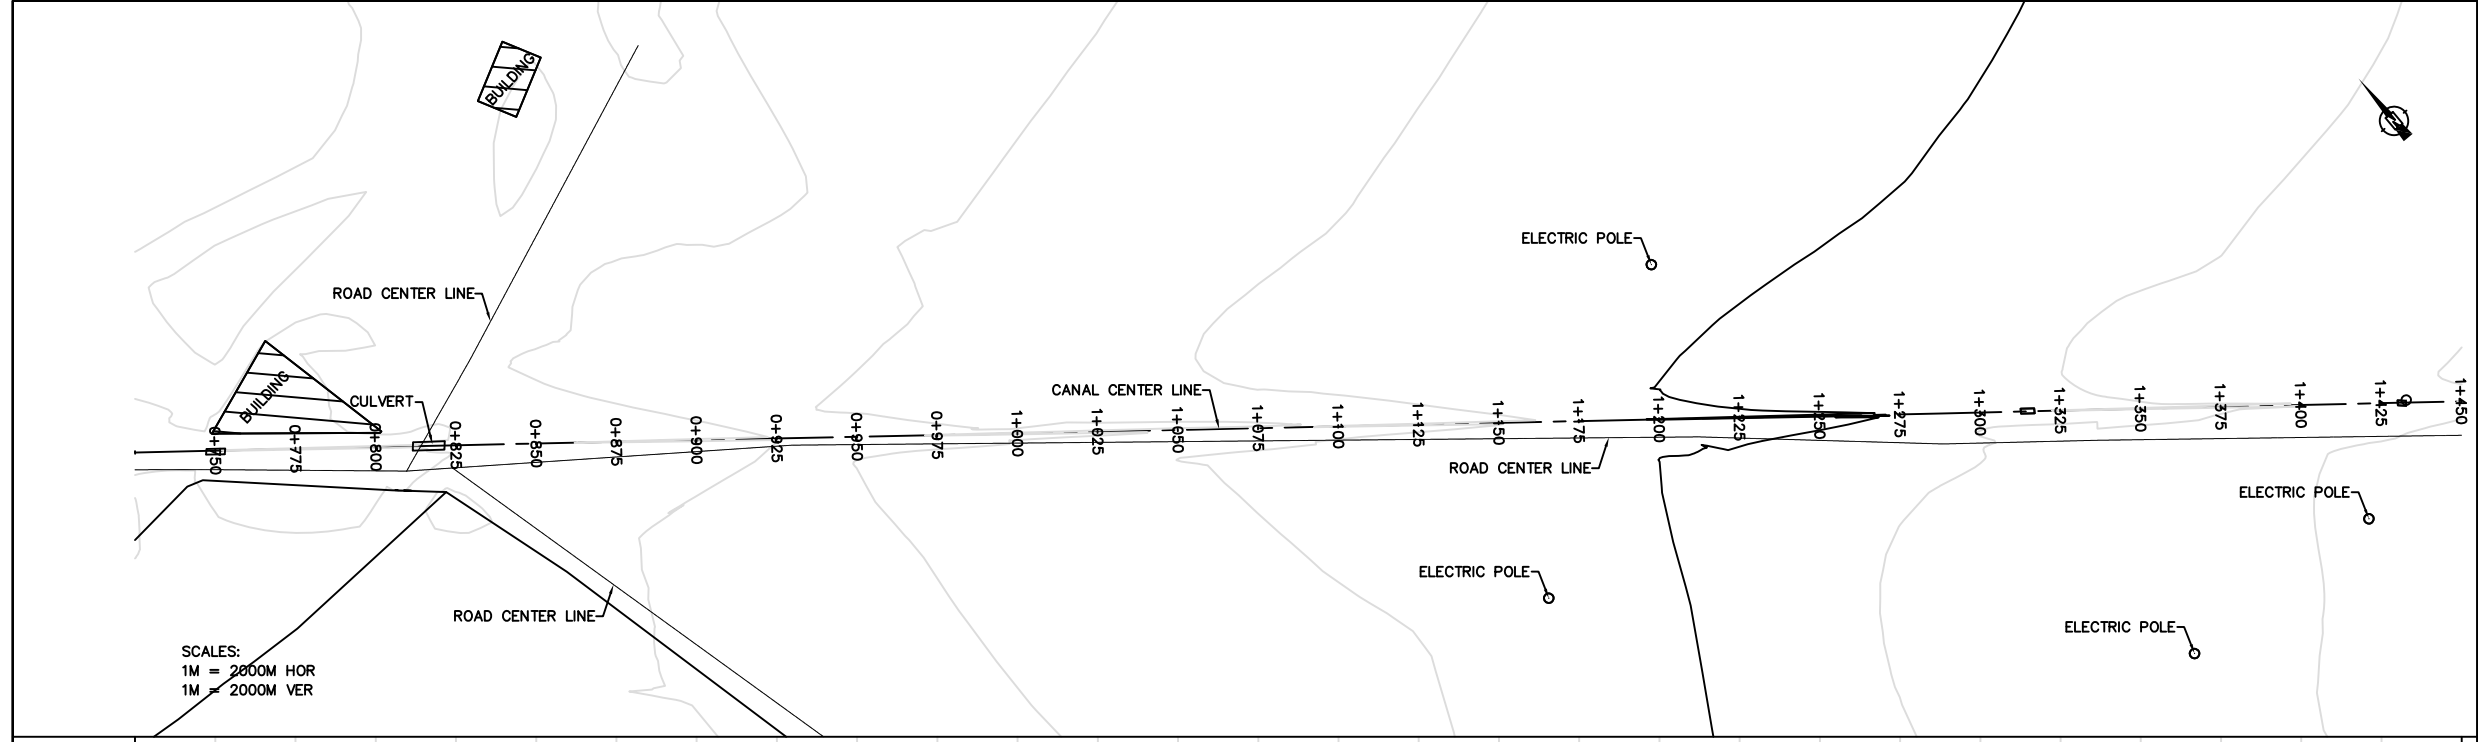 BUILDING
ELECTRIC POLE
ROAD CENTER LINE
BUILDING
CULVERT
CANAL CENTER LINE
0+750
0+775
0+800
0+825
0+850
0+875
0+900
0+925
0+950
0+975
1+000
1+025
1+050
1+075
1+100
1+125
1+150
1+175
1+200
1+225
1+250
1+275
1+300
1+325
1+350
1+375
1+400
1+425
1+450
ROAD CENTER LINE
ELECTRIC POLE
ELECTRIC POLE
ROAD CENTER LINE
ELECTRIC POLE
SCALES:
1M = 2000M HOR
1M = 2000M VER